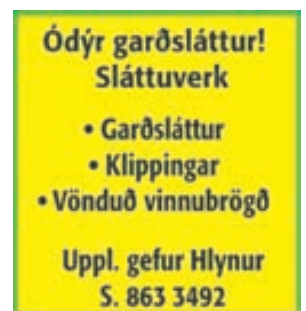 Ódýr garðsláttur!
Sláttuverk
• Garðsláttur
• Klippingar
• Vönduð vinnubrögð
Uppl. gefur Hlynur
S. 863 3492